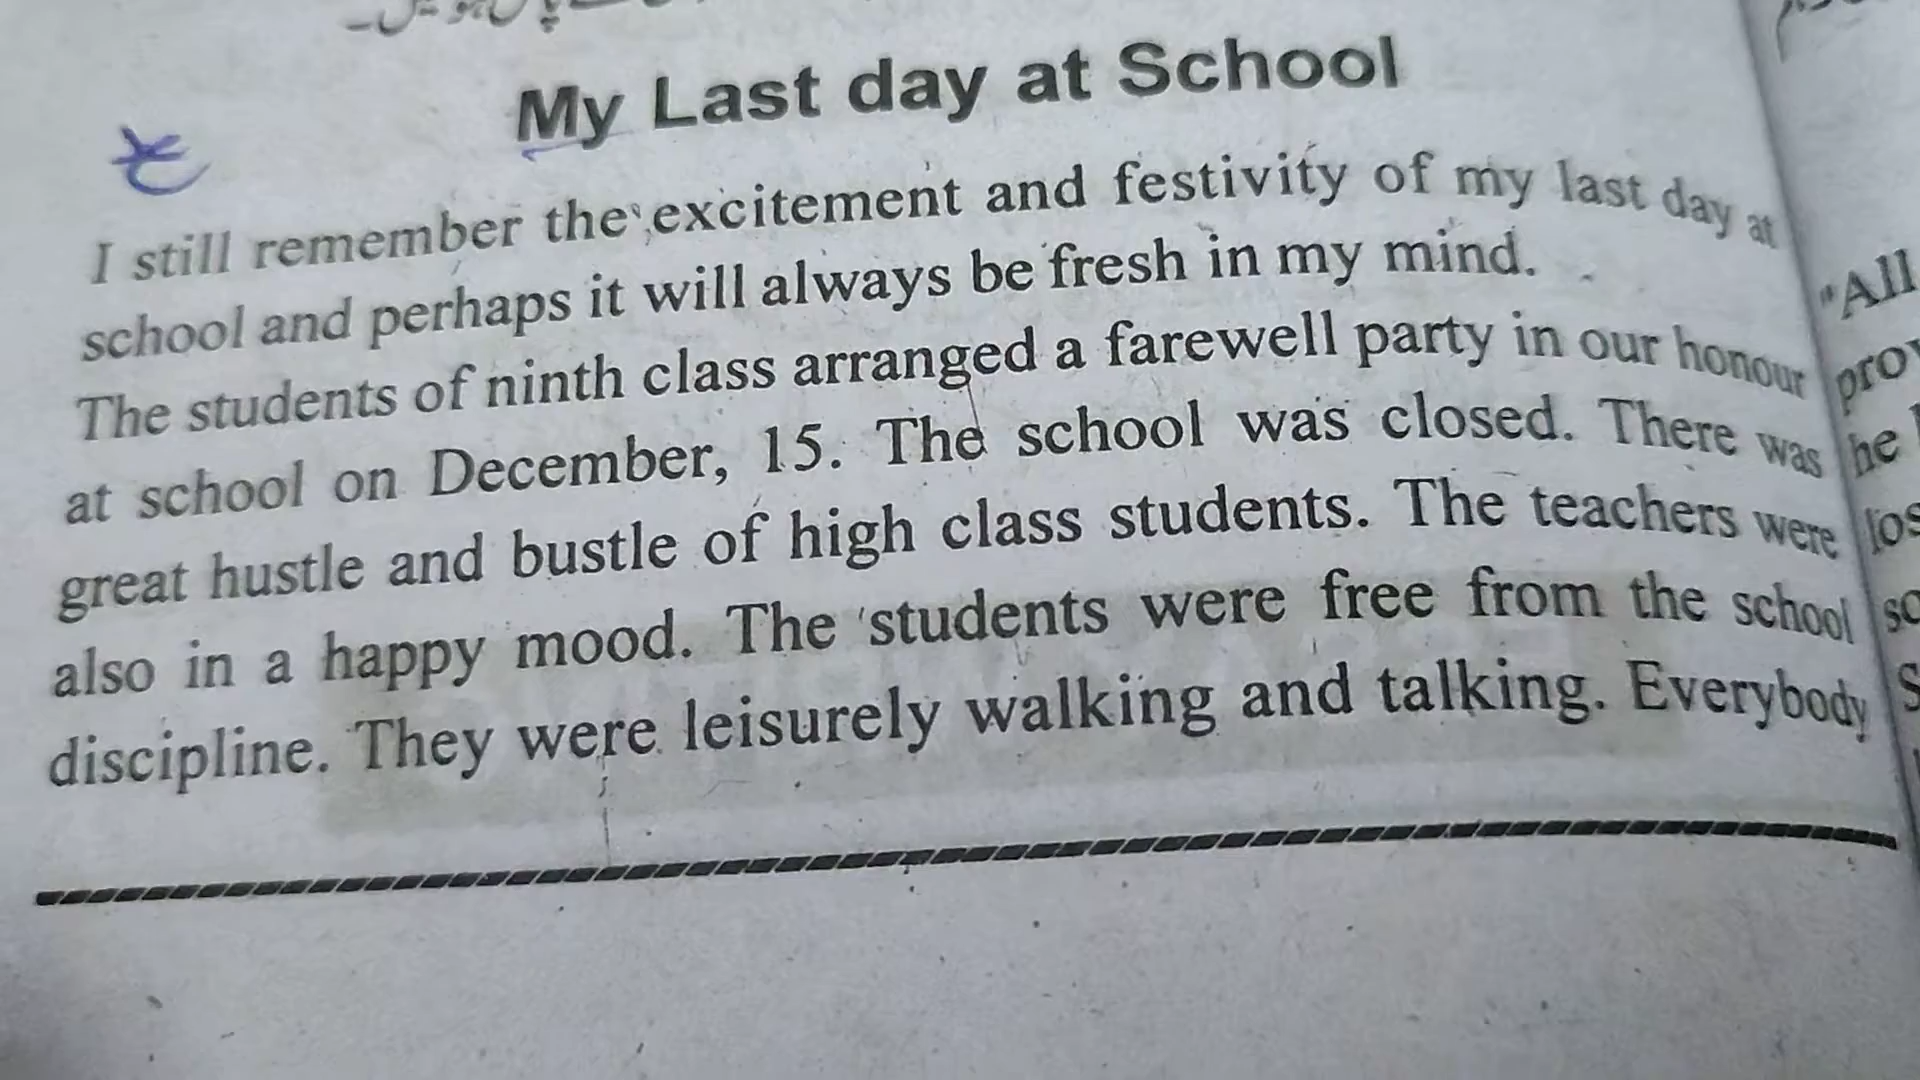 My Last day at School
I still remember the excitement and festivity of my last day at
school and perhaps it will always be fresh in my mind.
The students of ninth class arranged a farewell party in our honour
at school on December, 15. The school was closed. There was
great hustle and bustle of high class students. The teachers were
also in a happy mood. The students were free from the school
discipline. They were leisurely walking and talking. Everybody
"All
he